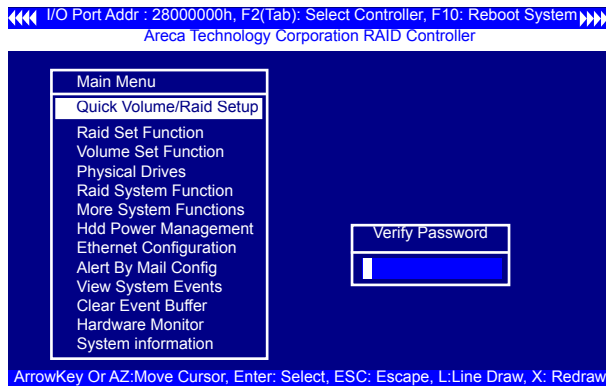 I/O Port Addr : 28000000h, F2(Tab): Select Controller, F10: Reboot System
Areca Technology Corporation RAID Controller
Main Menu
Quick Volume/Raid Setup
Raid Set Function
Volume Set Function
Physical Drives
Raid System Function
More System Functions
Hdd Power Management
Ethernet Configuration
Alert By Mail Config
View System Events
Clear Event Buffer
Hardware Monitor
System information
Verify Password
ArrowKey Or AZ:Move Cursor, Enter: Select, ESC: Escape, L:Line Draw, X: Redraw